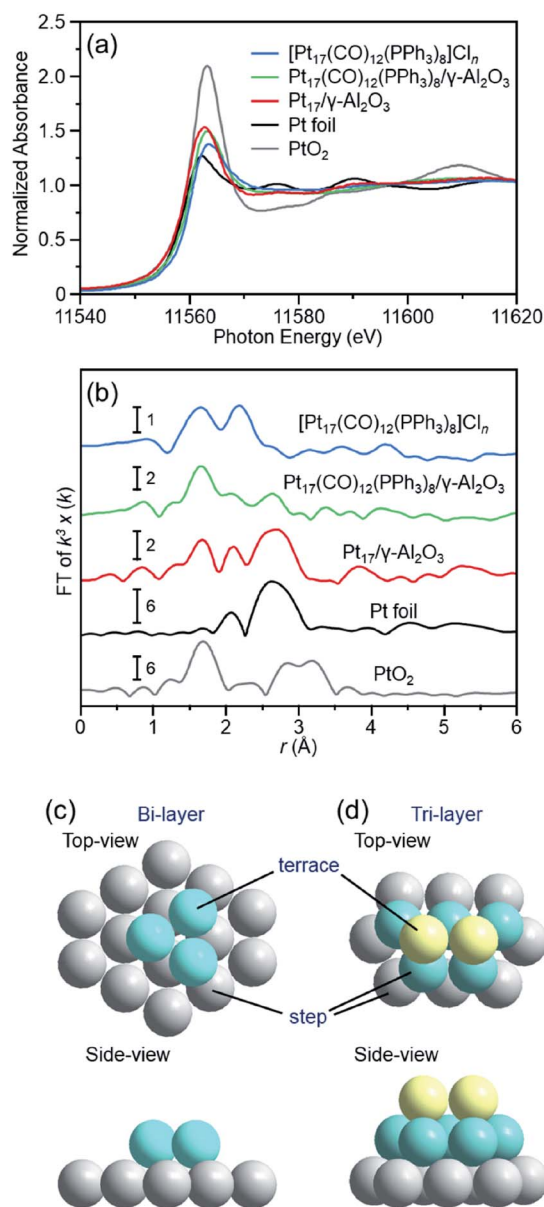 (a)
[Pt₁₇(CO)₁₂(PPh₃)₈]Clₙ
Pt₁₇(CO)₁₂(PPh₃)₈/γ-Al₂O₃
Pt₁₇/γ-Al₂O₃
Pt foil
PtO₂
Normalized Absorbance
2.5
2.0
1.5
1.0
0.5
0
11540
11560
11580
11600
11620
Photon Energy (eV)
(b)
1
[Pt₁₇(CO)₁₂(PPh₃)₈]Clₙ
2
Pt₁₇(CO)₁₂(PPh₃)₈/γ-Al₂O₃
2
Pt₁₇/γ-Al₂O₃
6
Pt foil
6
PtO₂
FT of k³ x (k)
0
1
2
3
4
5
6
r (Å)
(c)
Bi-layer
Top-view
(d)
Tri-layer
Top-view
terrace
step
Side-view
Side-view